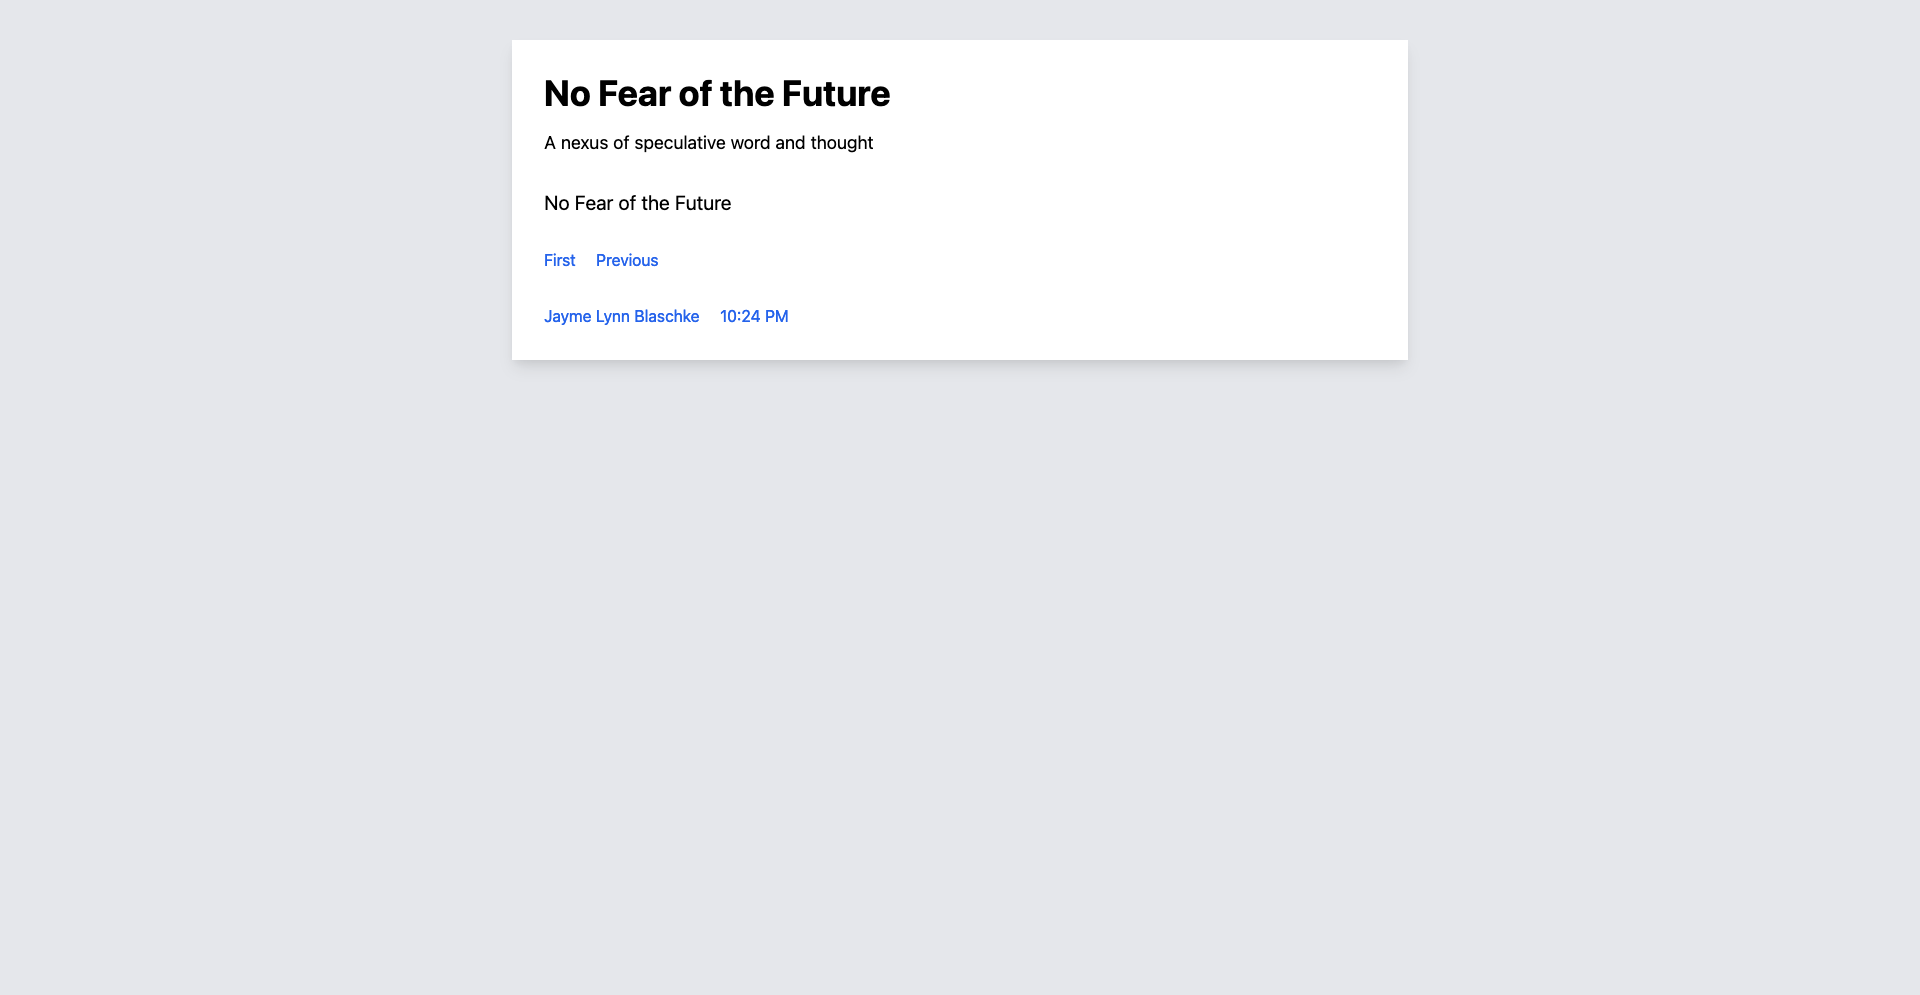 No Fear of the Future
A nexus of speculative word and thought
No Fear of the Future
First Previous
Jayme Lynn Blaschke 10:24 PM